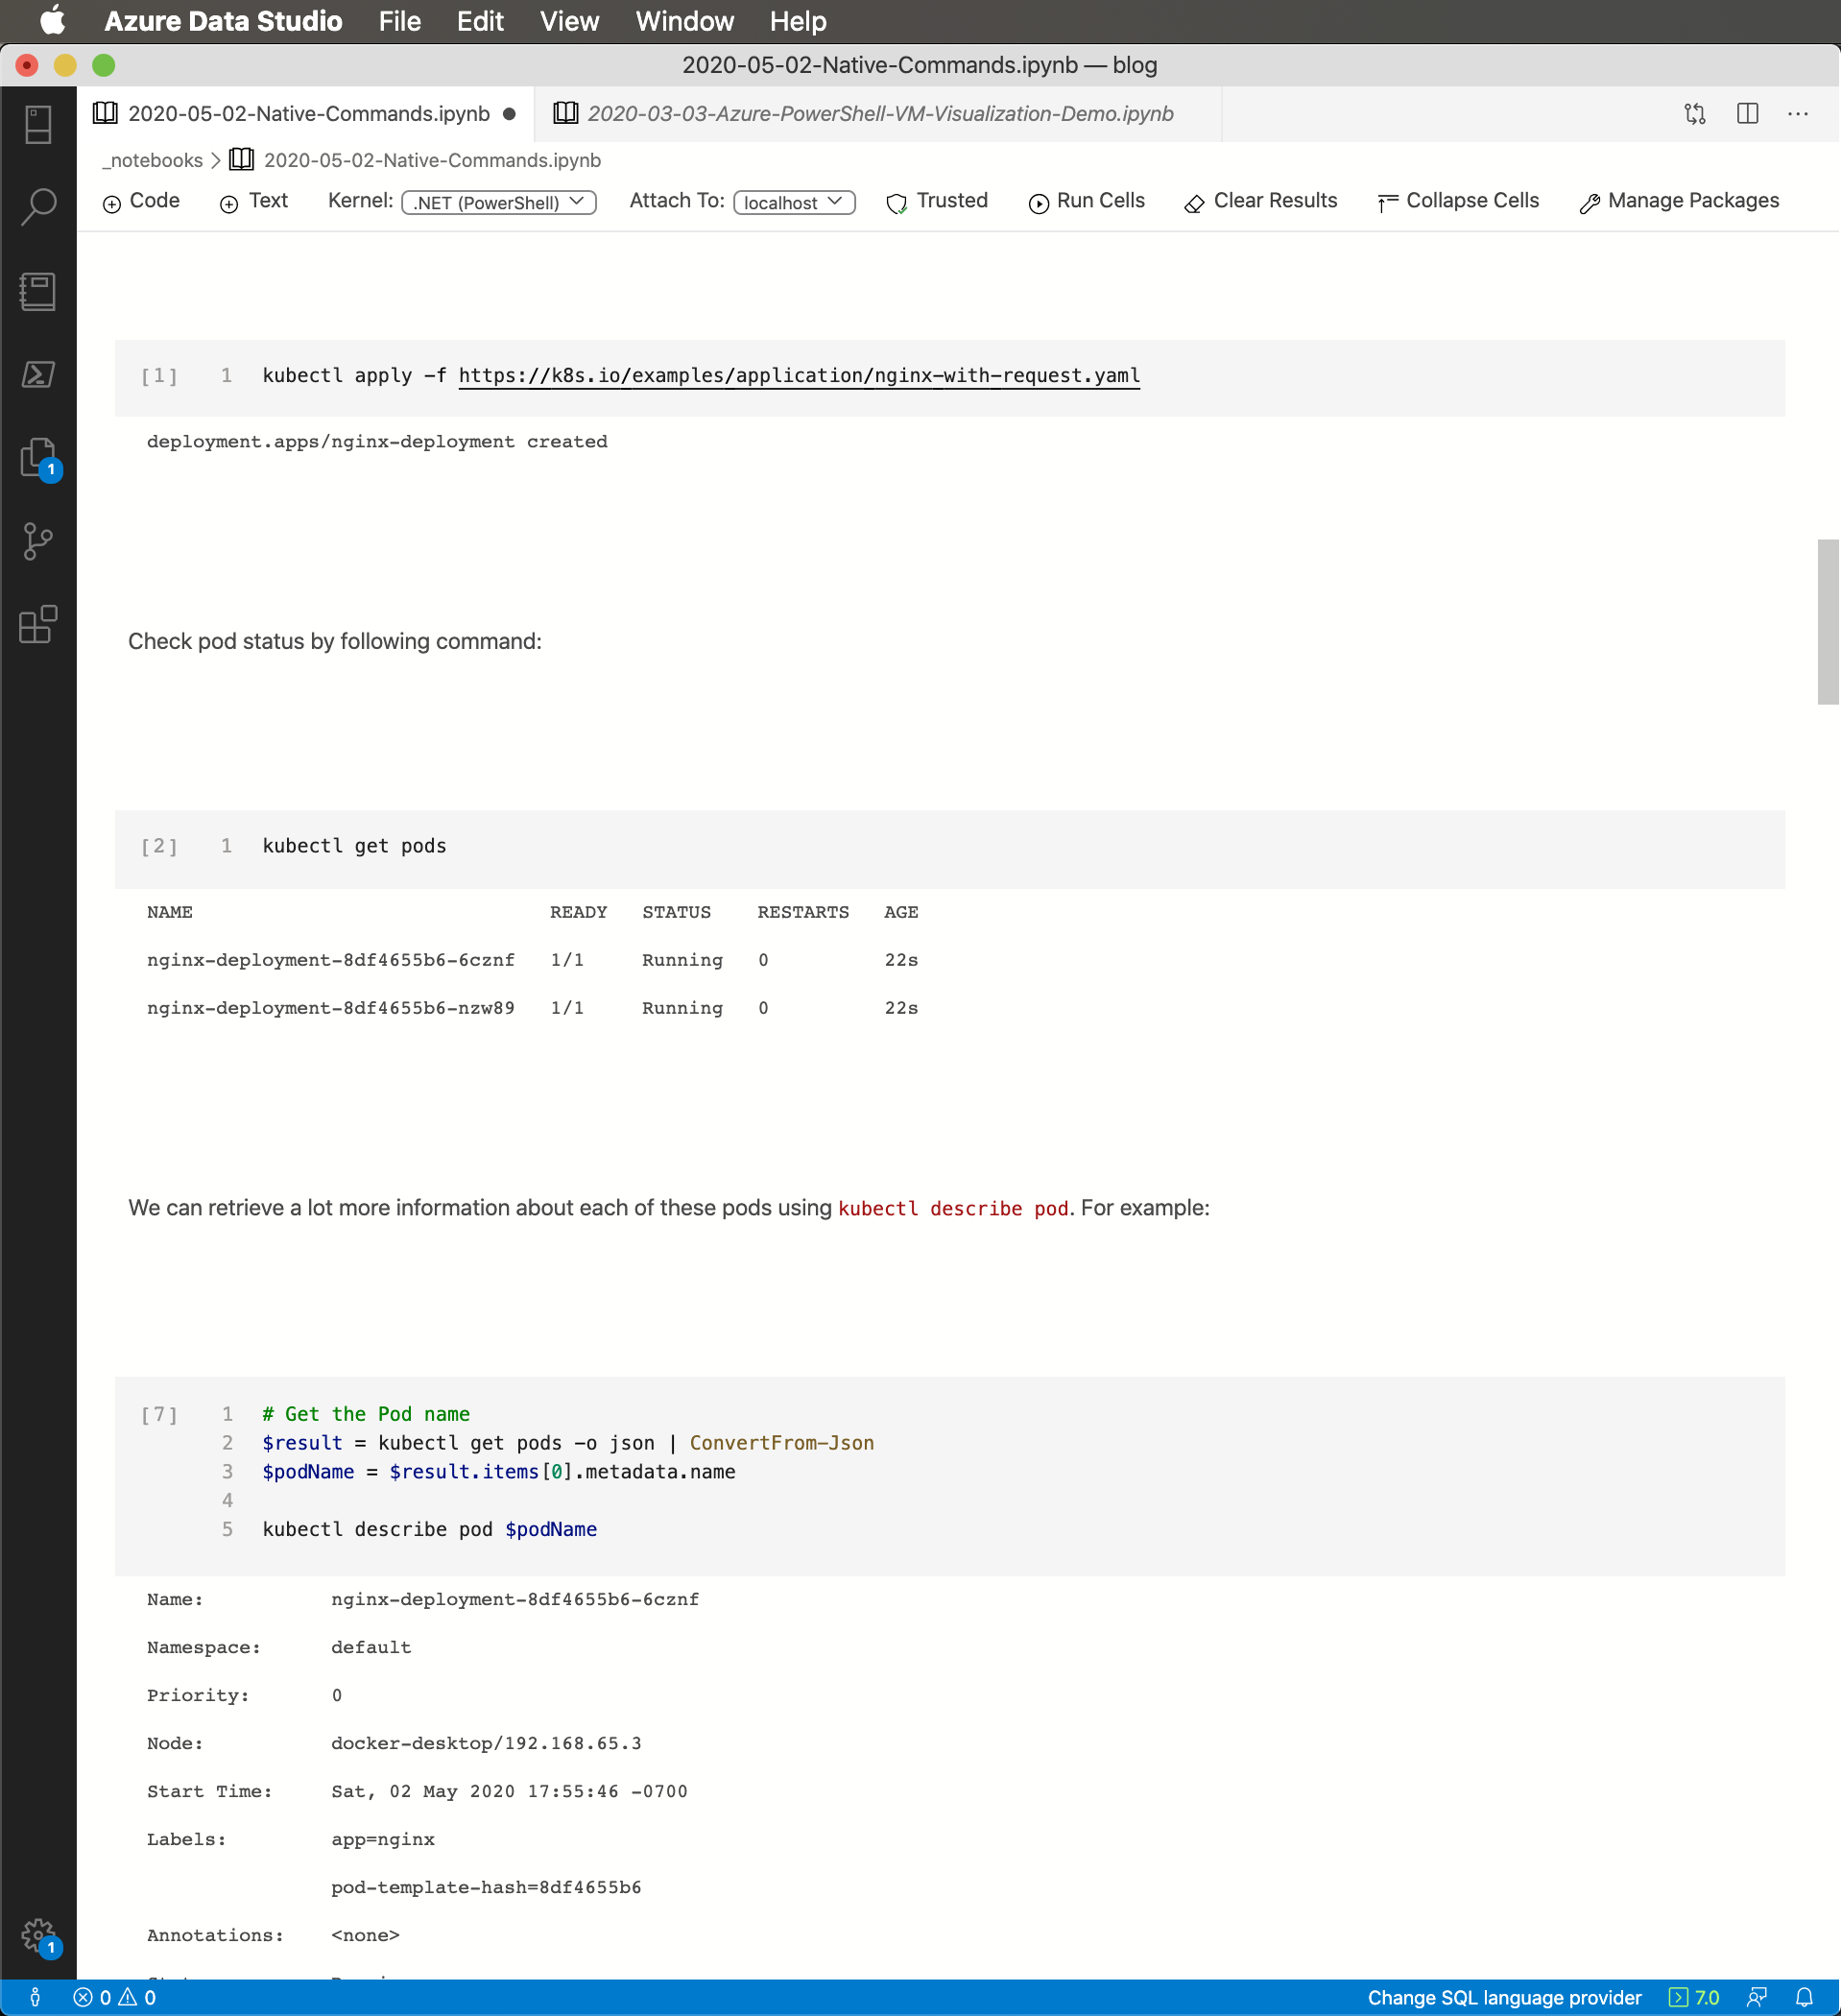 Azure Data Studio File Edit View Window Help
2020-05-02-Native-Commands.ipynb — blog
2020-05-02-Native-Commands.ipynb 2020-03-03-Azure-PowerShell-VM-Visualization-Demo.ipynb
_notebooks > 2020-05-02-Native-Commands.ipynb
Code Text Kernel: .NET (PowerShell) Attach To: localhost Trusted Run Cells Clear Results Collapse Cells Manage Packages
[1] 1 kubectl apply -f https://k8s.io/examples/application/nginx-with-request.yaml
deployment.apps/nginx-deployment created
1
Check pod status by following command:
[2] 1 kubectl get pods
NAME READY STATUS RESTARTS AGE
nginx-deployment-8df4655b6-6cznf 1/1 Running 0 22s
nginx-deployment-8df4655b6-nzw89 1/1 Running 0 22s
We can retrieve a lot more information about each of these pods using kubectl describe pod. For example:
[7] 1 # Get the Pod name
2 $result = kubectl get pods -o json | ConvertFrom-Json
3 $podName = $result.items[0].metadata.name
4
5 kubectl describe pod $podName
Name: nginx-deployment-8df4655b6-6cznf
Namespace: default
Priority: 0
Node: docker-desktop/192.168.65.3
Start Time: Sat, 02 May 2020 17:55:46 -0700
Labels: app=nginx
pod-template-hash=8df4655b6
Annotations: <none>
1
0 0 Change SQL language provider 7.0